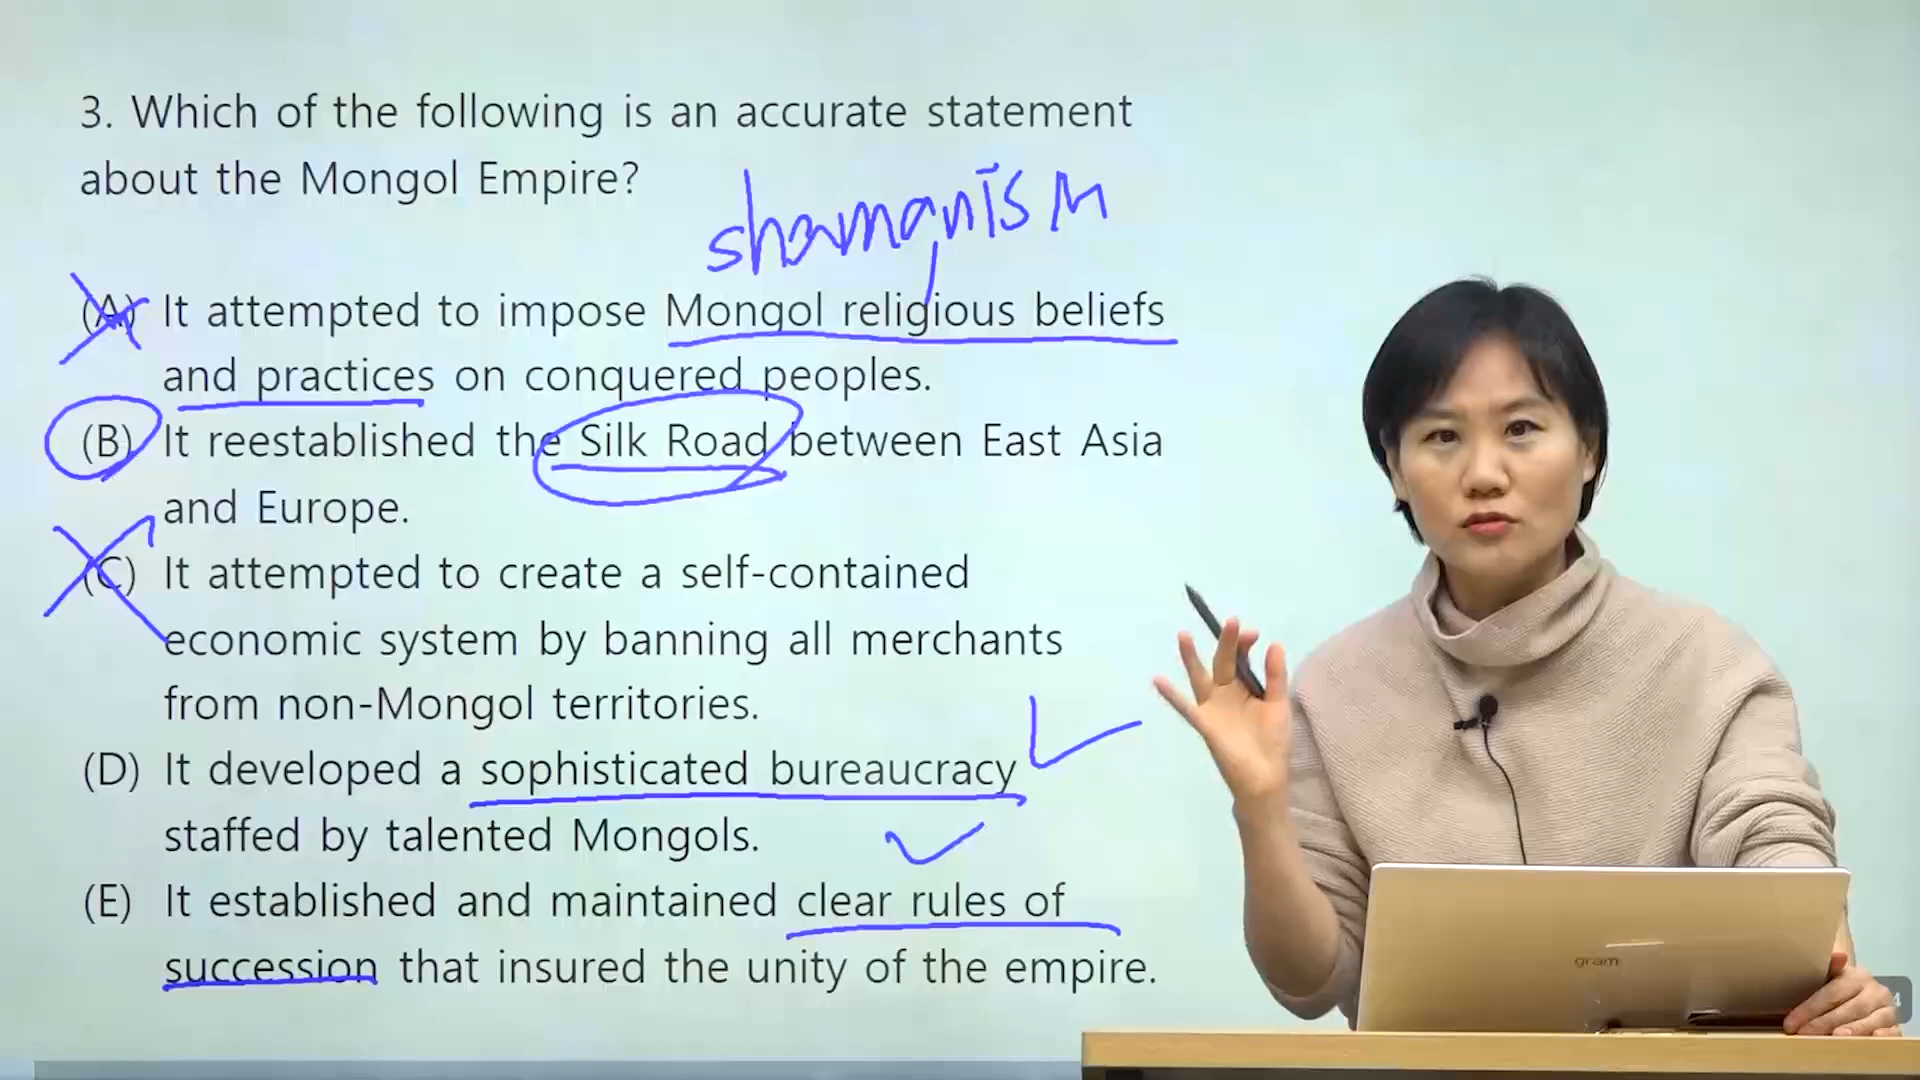 3. Which of the following is an accurate statement
about the Mongol Empire?
shamanism
(A) It attempted to impose Mongol religious beliefs
and practices on conquered peoples.
(B) It reestablished the Silk Road between East Asia
and Europe.
(C) It attempted to create a self-contained
economic system by banning all merchants
from non-Mongol territories.
(D) It developed a sophisticated bureaucracy
staffed by talented Mongols.
(E) It established and maintained clear rules of
succession that insured the unity of the empire.
gram
4